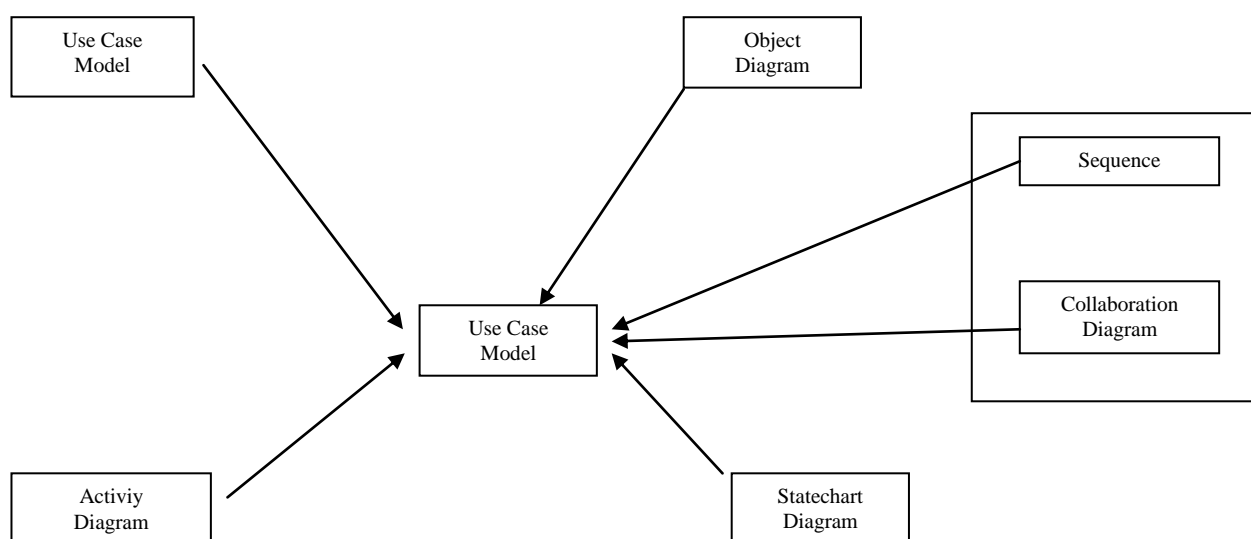 Use Case
Model
Object
Diagram
Sequence
Collaboration
Diagram
Use Case
Model
Activiy
Diagram
Statechart
Diagram